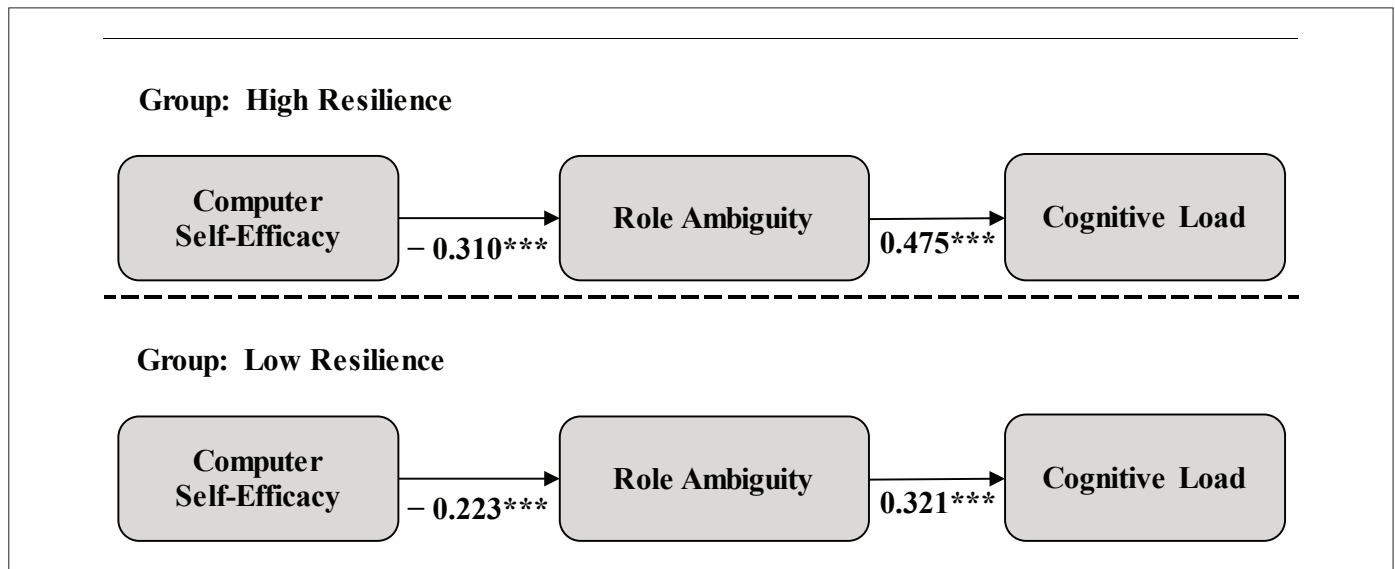 Group: High Resilience
Computer
Self-Efficacy
− 0.310***
Role Ambiguity
0.475***
Cognitive Load
Group: Low Resilience
Computer
Self-Efficacy
− 0.223***
Role Ambiguity
0.321***
Cognitive Load